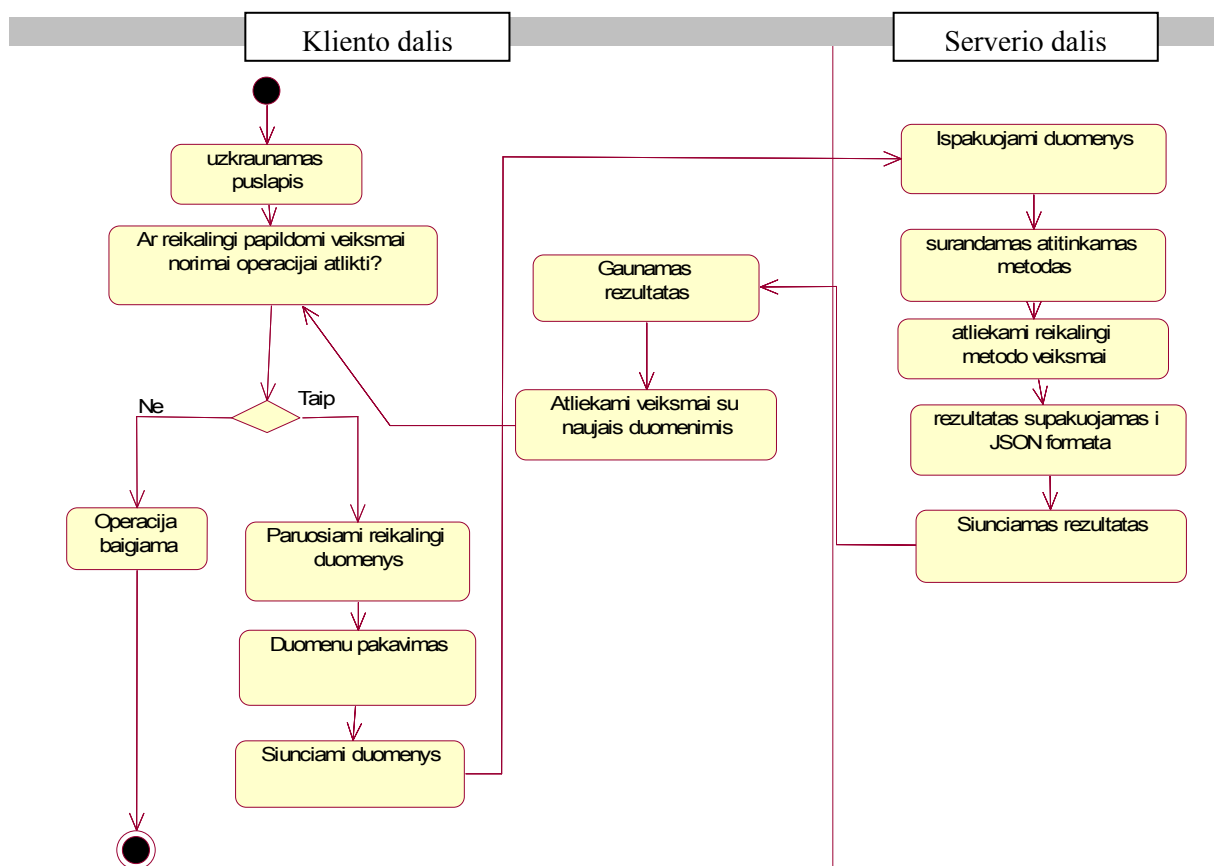 Kliento dalis
Serverio dalis
uzkraunamas
puslapis
Ar reikalingi papildomi veiksmai
norimai operacijai atlikti?
Ne
Taip
Operacija
baigiama
Paruosiami reikalingi
duomenys
Duomenu pakavimas
Siunciami duomenys
Gaunamas
rezultatas
Atliekami veiksmai su
naujais duomenimis
Ispakuojami duomenys
surandamas atitinkamas
metodas
atliekami reikalingi
metodo veiksmai
rezultatas supakuojamas i
JSON formata
Siunciamas rezultatas